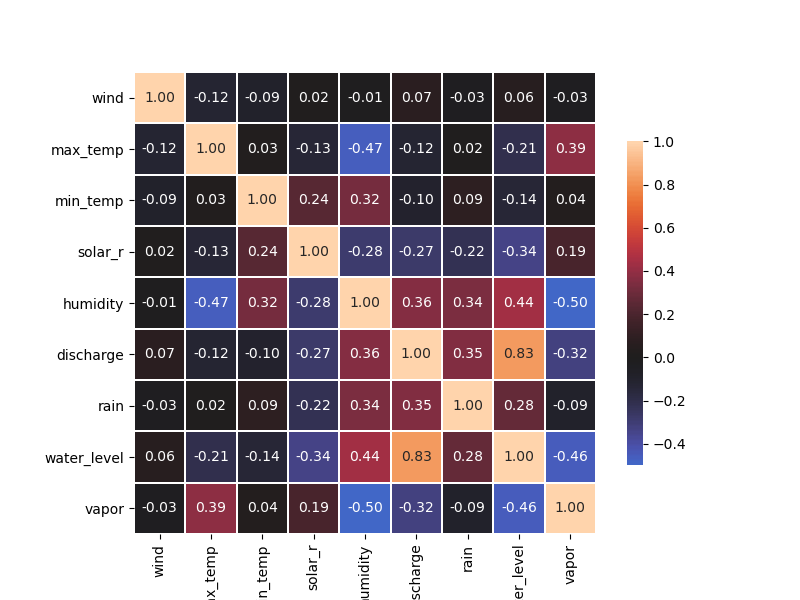 wind 1.00 -0.12 -0.09 0.02 -0.01 0.07 -0.03 0.06 -0.03
max_temp -0.12 1.00 0.03 -0.13 -0.47 -0.12 0.02 -0.21 0.39
min_temp -0.09 0.03 1.00 0.24 0.32 -0.10 0.09 -0.14 0.04
solar_r 0.02 -0.13 0.24 1.00 -0.28 -0.27 -0.22 -0.34 0.19
humidity -0.01 -0.47 0.32 -0.28 1.00 0.36 0.34 0.44 -0.50
discharge 0.07 -0.12 -0.10 -0.27 0.36 1.00 0.35 0.83 -0.32
rain -0.03 0.02 0.09 -0.22 0.34 0.35 1.00 0.28 -0.09
water_level 0.06 -0.21 -0.14 -0.34 0.44 0.83 0.28 1.00 -0.46
vapor -0.03 0.39 0.04 0.19 -0.50 -0.32 -0.09 -0.46 1.00
wind
ax_temp
in_temp
solar_r
umidity
scharge
rain
er_level
vapor
1.0
0.8
0.6
0.4
0.2
0.0
−0.2
−0.4